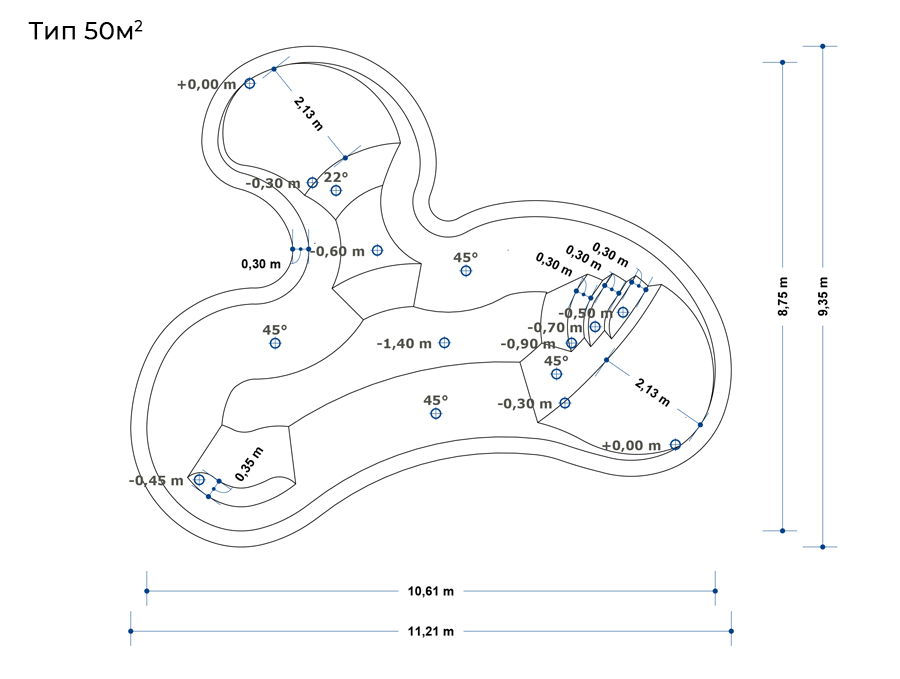 Тип 50м²
+0,00 m
2,13 m
-0,30 m
22°
-0,60 m
0,30 m
45°
0,30 m
0,30 m
0,30 m
-0,50 m
-0,70 m
-0,90 m
45°
-1,40 m
45°
2,13 m
45°
-0,30 m
+0,00 m
0,35 m
-0,45 m
8,75 m
9,35 m
10,61 m
11,21 m